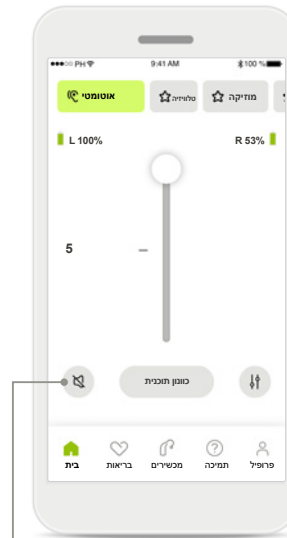 PH 9:41 AM 100 %
אוטומטי טלוויזיה מוזיקה
L 100% R 53%
5
כוונון תוכנית
בית בריאות מכשירים תמיכה פרופיל